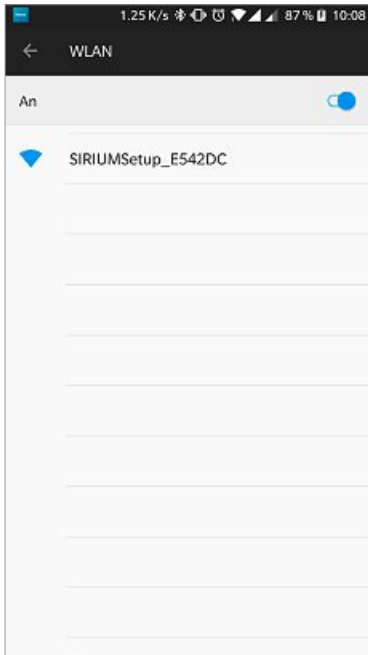 1.25 K/s 87 % 10:08
WLAN
An
SIRIUMSetup_E542DC